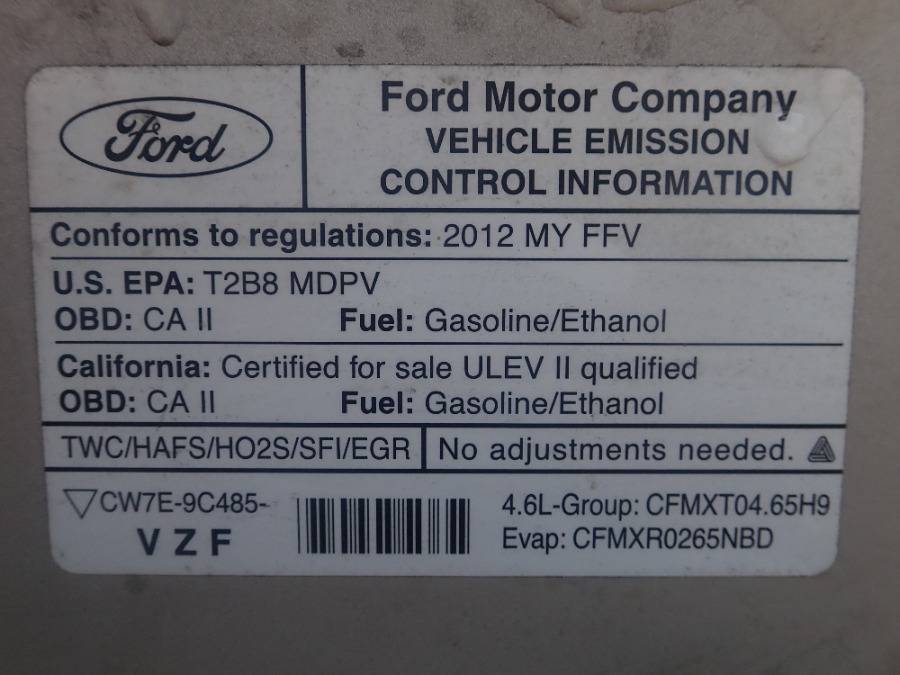 Ford
Ford Motor Company
VEHICLE EMISSION
CONTROL INFORMATION
Conforms to regulations: 2012 MY FFV
U.S. EPA: T2B8 MDPV
OBD: CA II Fuel: Gasoline/Ethanol
California: Certified for sale ULEV II qualified
OBD: CA II Fuel: Gasoline/Ethanol
TWC/HAFS/HO2S/SFI/EGR No adjustments needed.
CW7E-9C485-
VZF
4.6L-Group: CFMXT04.65H9
Evap: CFMXR0265NBD